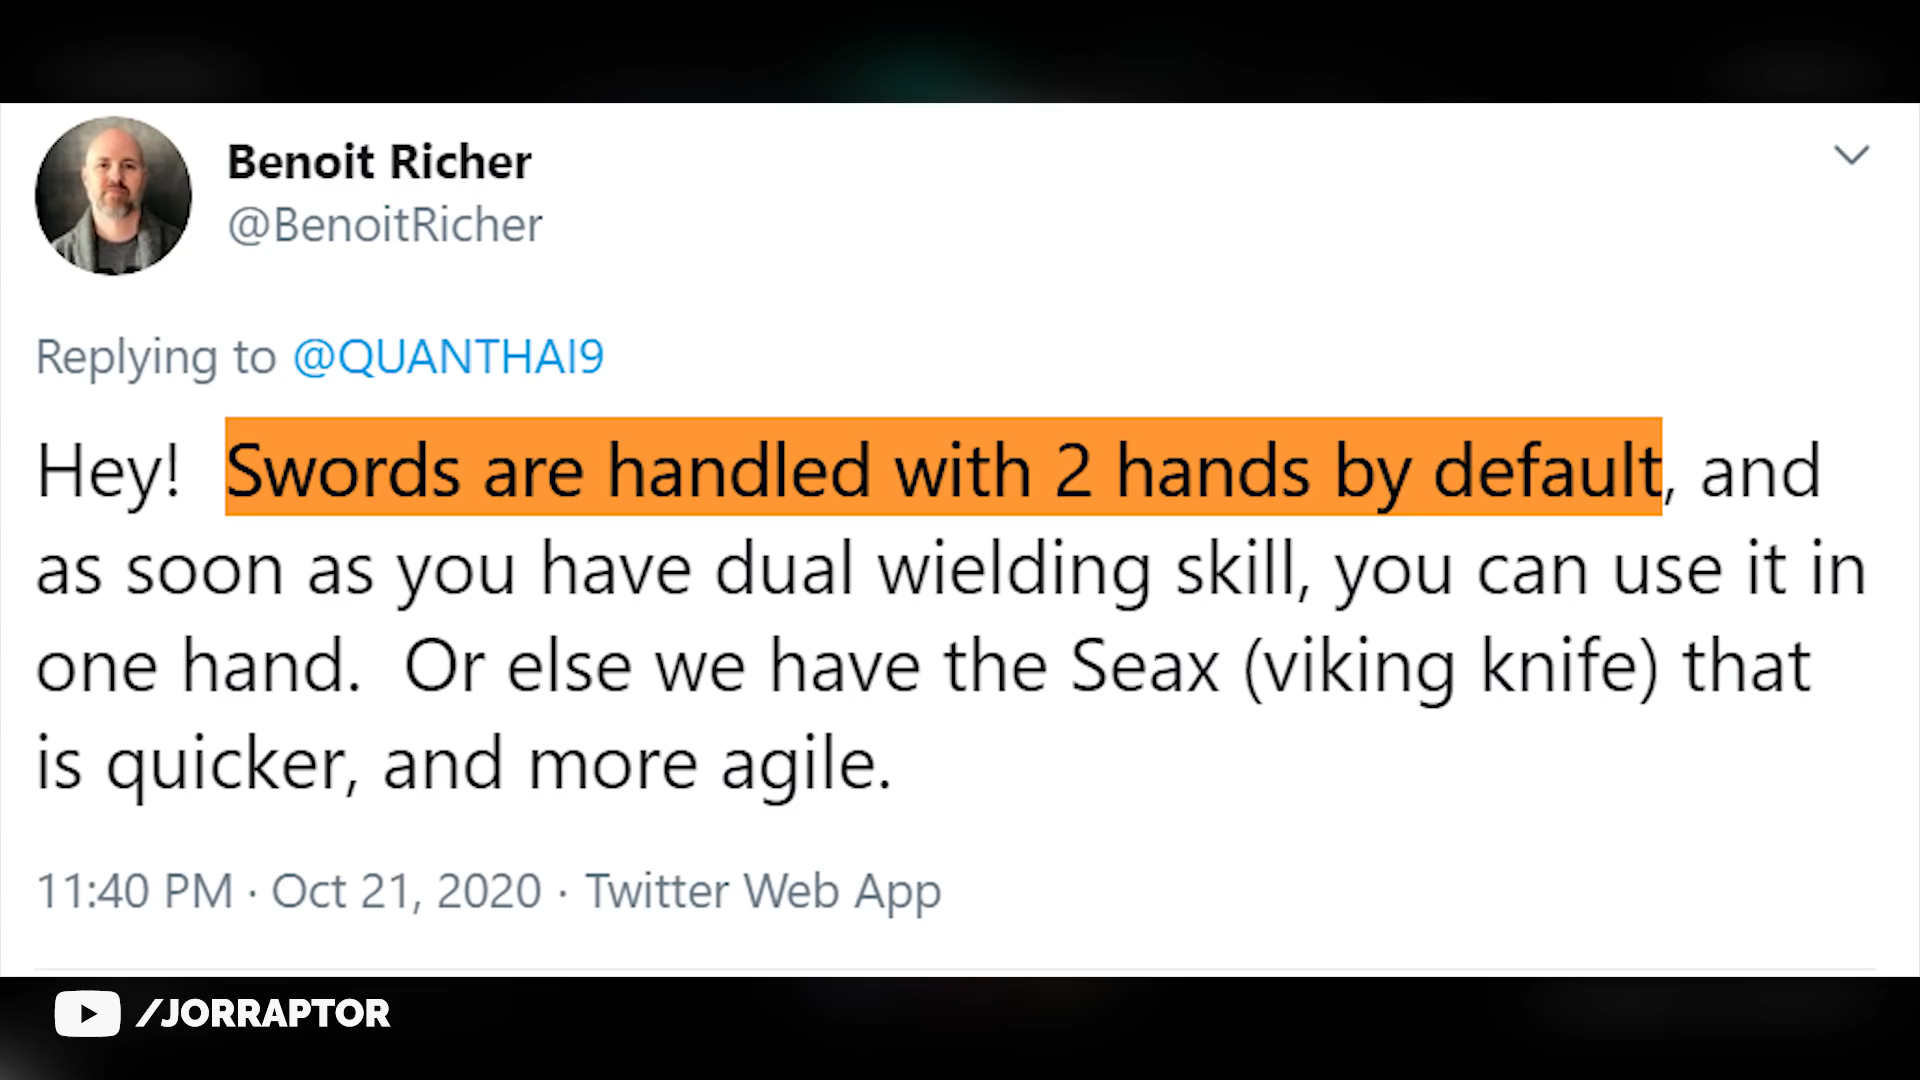 Benoit Richer
@BenoitRicher
Replying to @QUANTHAI9
Hey!  Swords are handled with 2 hands by default, and
as soon as you have dual wielding skill, you can use it in
one hand.  Or else we have the Seax (viking knife) that
is quicker, and more agile.
11:40 PM · Oct 21, 2020 · Twitter Web App
/JORRAPTOR